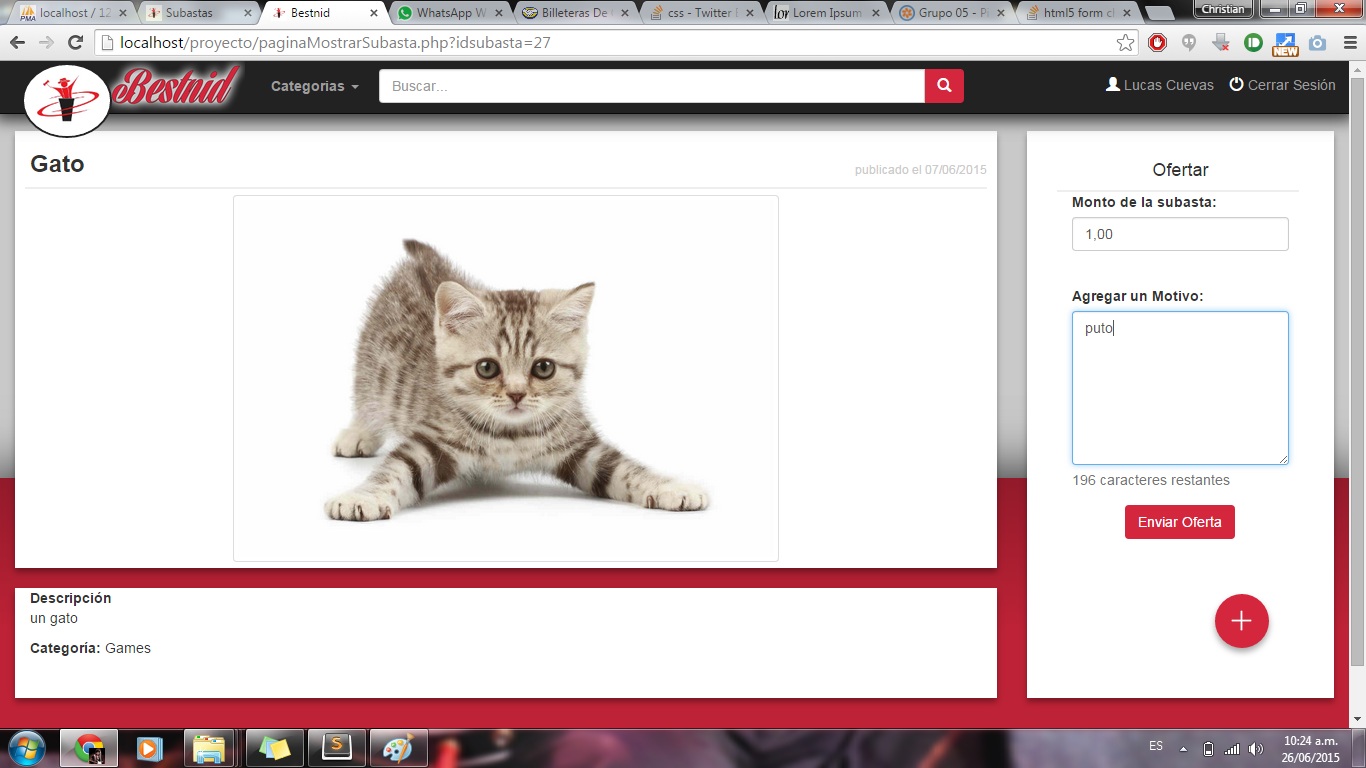 localhost / 12
Subastas
Bestnid
WhatsApp W
Billeteras De
css - Twitter
Lorem Ipsum
Grupo 05 - P
html5 form c
Christian
localhost/proyecto/paginaMostrarSubasta.php?idsubasta=27
NEW
Bestnid
Categorias
Buscar...
Lucas Cuevas
Cerrar Sesión
Gato
publicado el 07/06/2015
Ofertar
Monto de la subasta:
1,00
Agregar un Motivo:
puto
196 caracteres restantes
Enviar Oferta
Descripción
un gato
Categoría: Games
ES
10:24 a.m.
26/06/2015